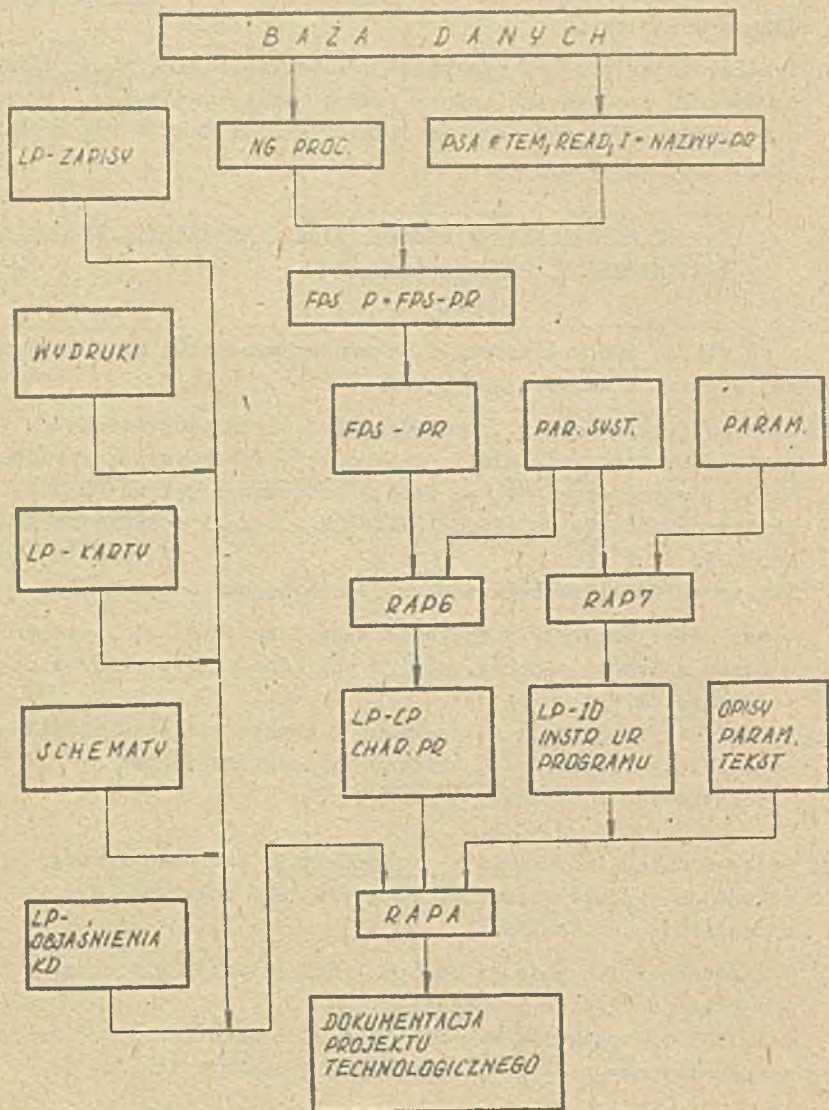 BAZA DANYCH
LP-ZAPISY
NG PROC.
PSA # TEM, READ, I = NAZWY-PR
FPS P = FPS-PR
WYDRUKI
FPS - PR
PAR. SYST.
PARAM.
LP - KARTY
RAP6
RAP7
SCHEMATY
LP-CP
CHAR. PR
LP-IO
INSTR UR
PROGRAMU
OPISY
PARAM.
TEKST
LP-
OBJAŚNIENIA
KD
RAPA
DOKUMENTACJA
PROJEKTU
TECHNOLOGICZNEGO